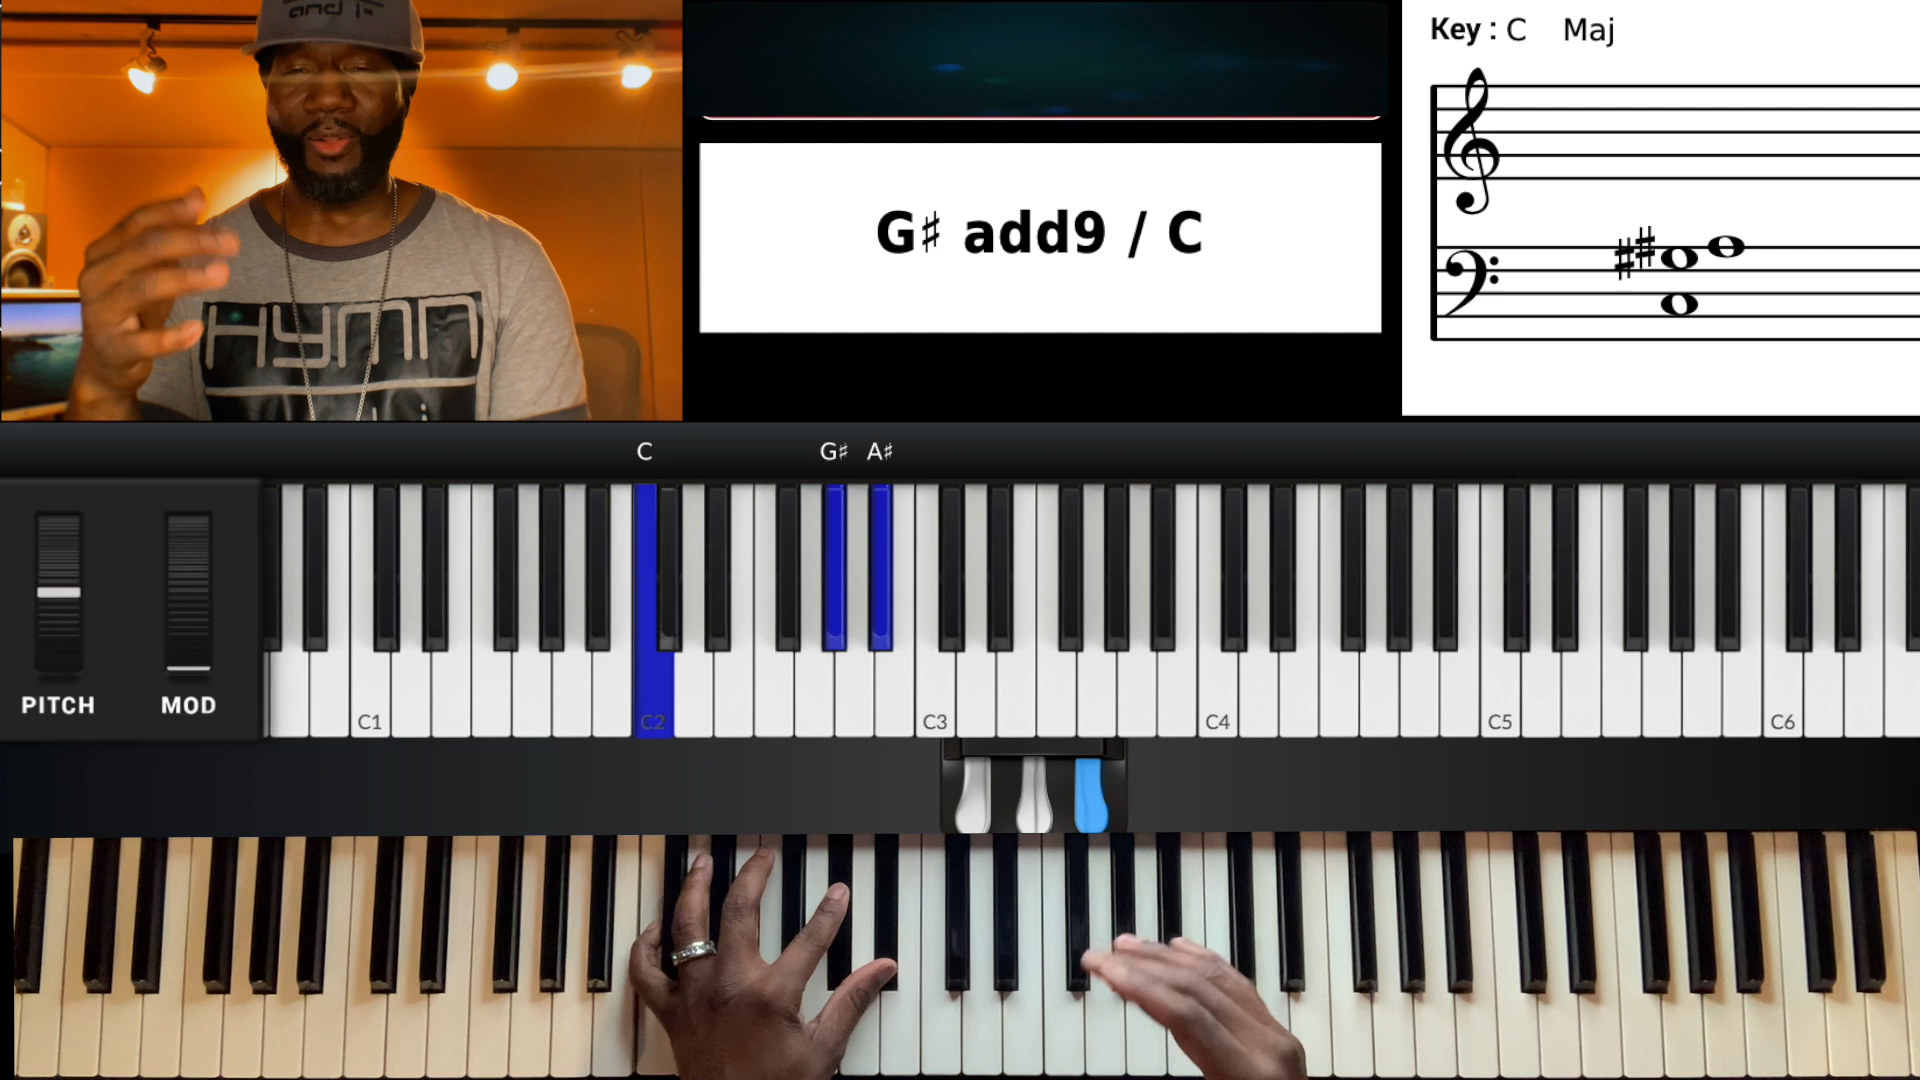 and i-
HYMN
Key : C Maj
G♯ add9 / C
C G♯ A♯
PITCH MOD
C1 C2 C3 C4 C5 C6